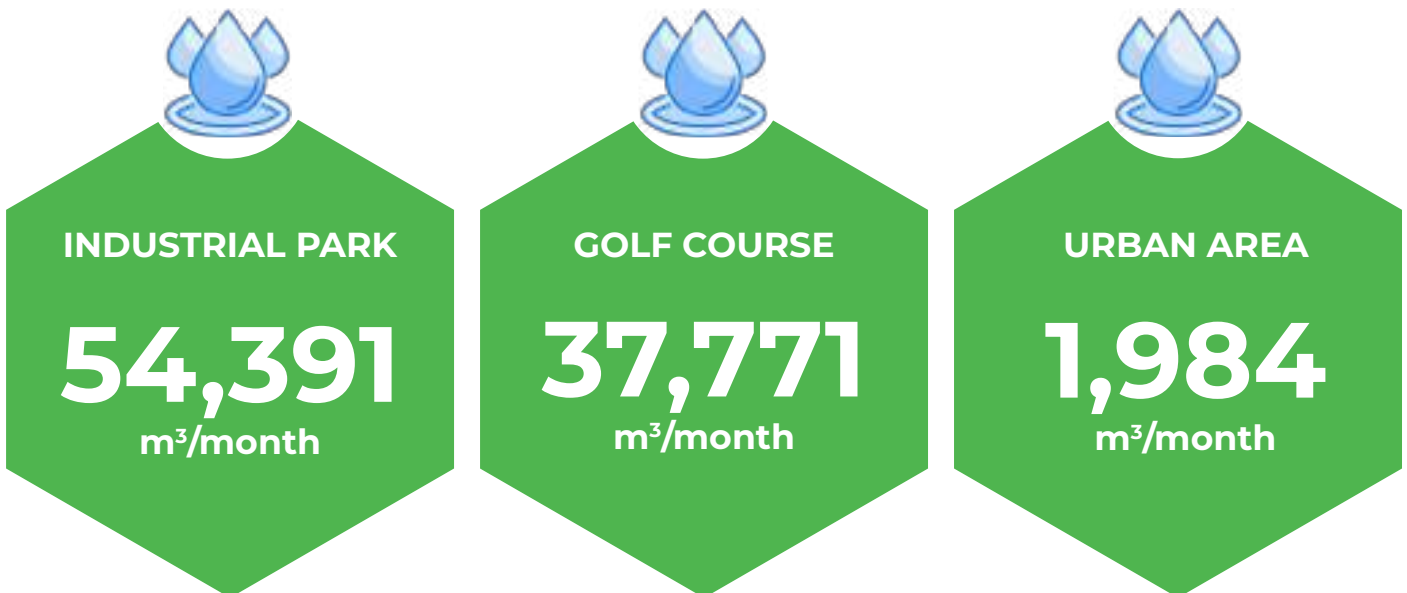 INDUSTRIAL PARK
54,391
m³/month
GOLF COURSE
37,771
m³/month
URBAN AREA
1,984
m³/month